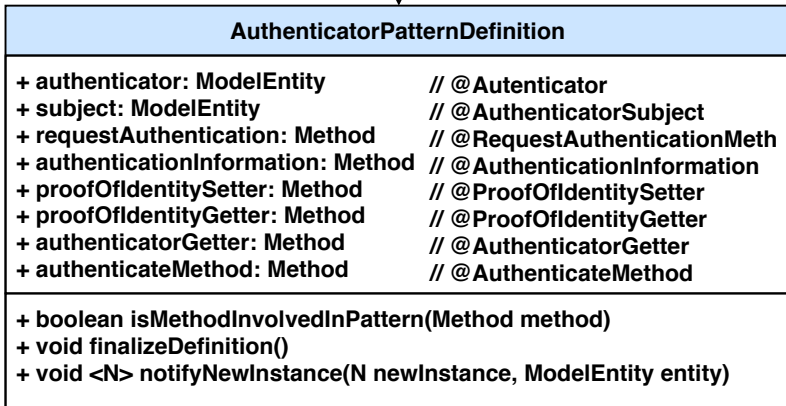 AuthenticatorPatternDefinition
+ authenticator: ModelEntity // @Autenticator
+ subject: ModelEntity // @AuthenticatorSubject
+ requestAuthentication: Method // @RequestAuthenticationMeth
+ authenticationInformation: Method // @AuthenticationInformation
+ proofOfIdentitySetter: Method // @ProofOfIdentitySetter
+ proofOfIdentityGetter: Method // @ProofOfIdentityGetter
+ authenticatorGetter: Method // @AuthenticatorGetter
+ authenticateMethod: Method // @AuthenticateMethod
+ boolean isMethodInvolvedInPattern(Method method)
+ void finalizeDefinition()
+ void <N> notifyNewInstance(N newInstance, ModelEntity entity)